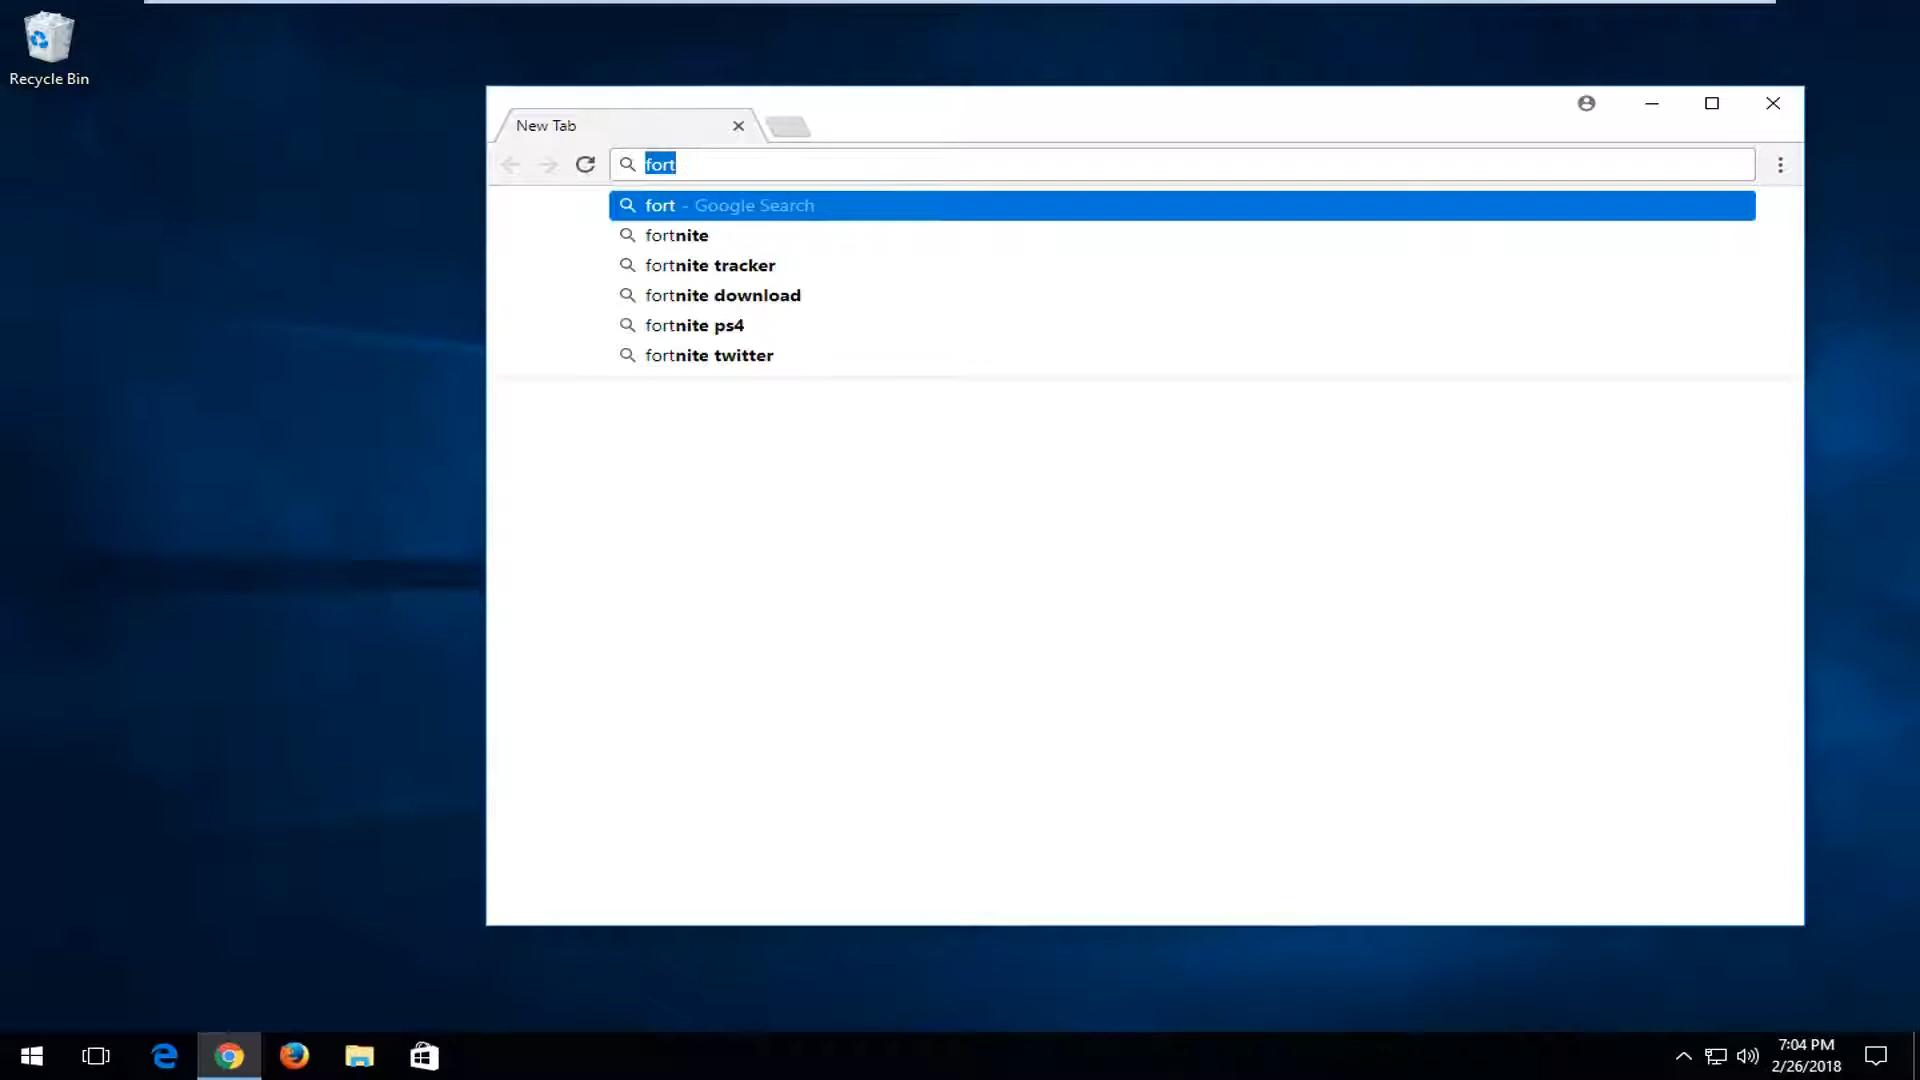 Recycle Bin
New Tab
fort
fort - Google Search
fortnite
fortnite tracker
fortnite download
fortnite ps4
fortnite twitter
7:04 PM
2/26/2018